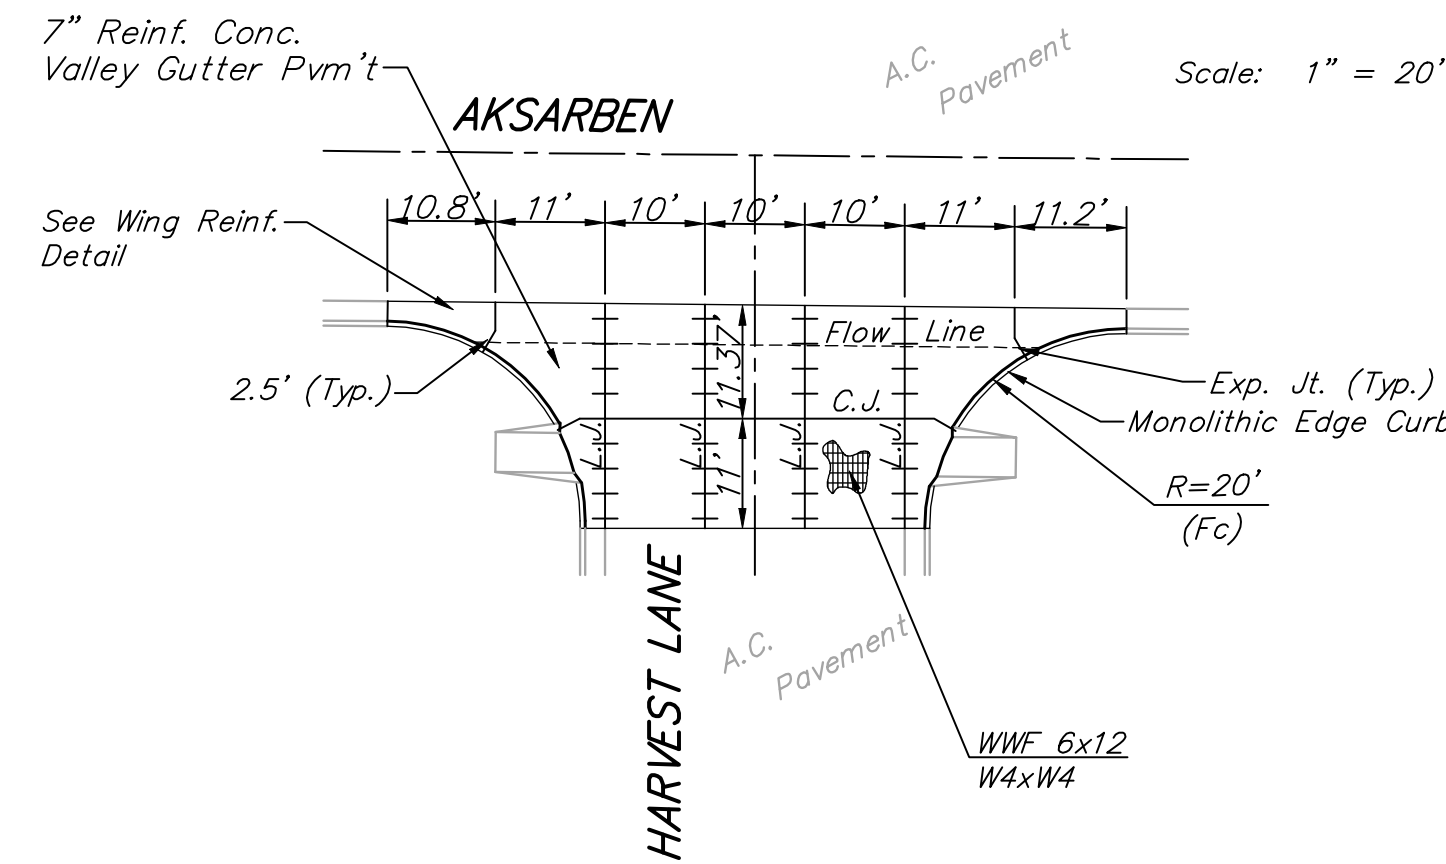 7" Reinf. Conc.
Valley Gutter Pvm't
A.C.
Pavement
Scale: 1" = 20'
AKSARBEN
10.8'
11'
10'
10'
10'
11'
11.2'
See Wing Reinf.
Detail
Flow Line
11.37'
2.5' (Typ.)
Exp. Jt. (Typ.)
C.J.
Monolithic Edge Curb
L.J.
L.J.
L.J.
L.J.
11'
R=20'
(Fc)
HARVEST LANE
A.C.
Pavement
WWF 6x12
W4xW4